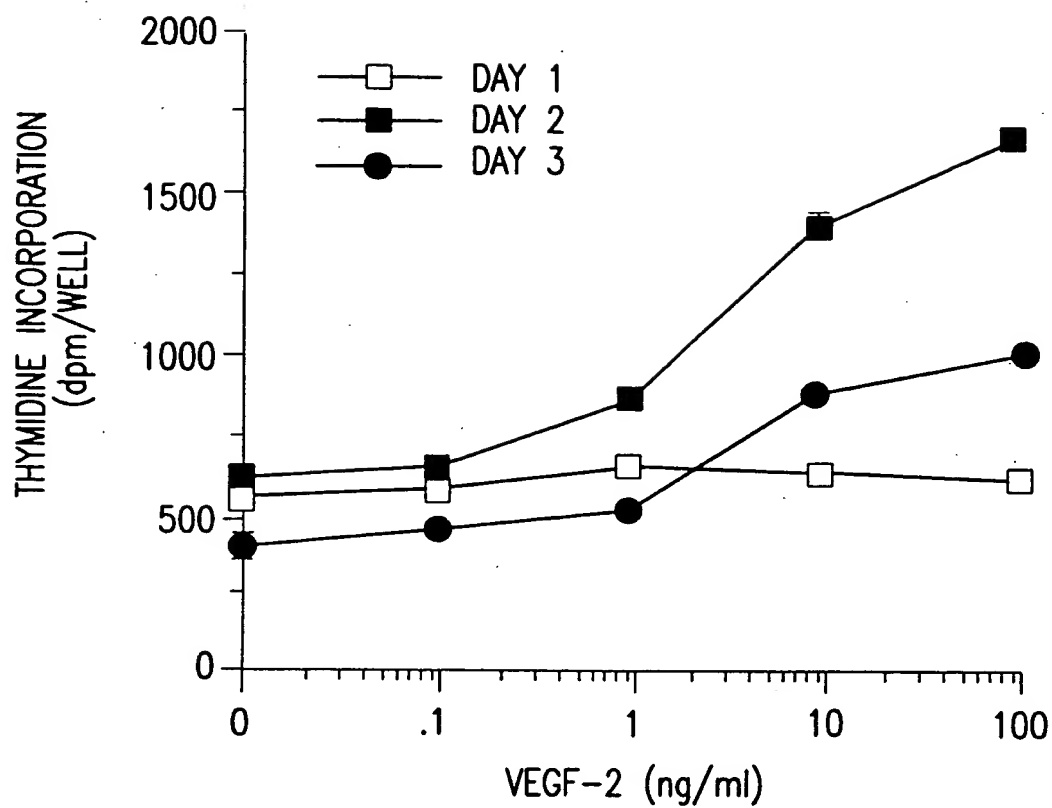 2000
1500
1000
500
0
THYMIDINE INCORPORATION
(dpm/WELL)
DAY 1
DAY 2
DAY 3
0 .1 1 10 100
VEGF-2 (ng/ml)